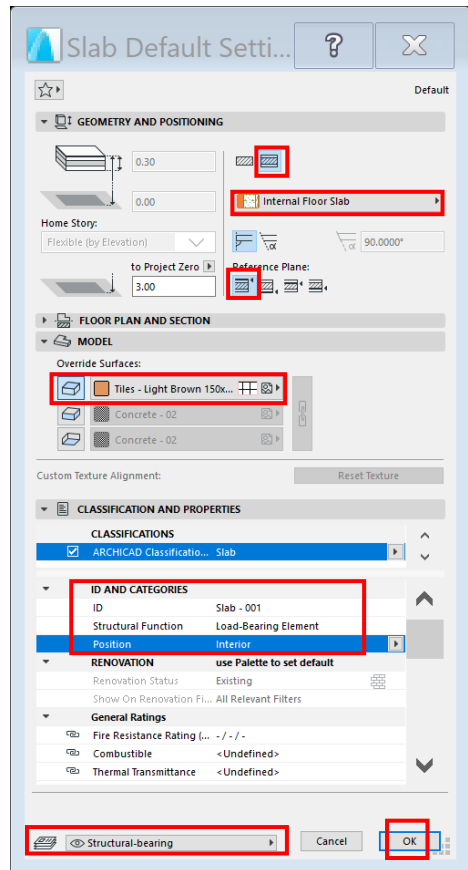 Slab Default Setti... ?
Default
GEOMETRY AND POSITIONING
0.30
0.00
Internal Floor Slab
Home Story:
Flexible (by Elevation)
α
α
90.0000°
to Project Zero
Reference Plane:
3.00
FLOOR PLAN AND SECTION
MODEL
Override Surfaces:
Tiles - Light Brown 150x...
Concrete - 02
Concrete - 02
Custom Texture Alignment:
Reset Texture
CLASSIFICATION AND PROPERTIES
CLASSIFICATIONS
ARCHICAD Classificatio... Slab
ID AND CATEGORIES
ID Slab - 001
Structural Function Load-Bearing Element
Position Interior
RENOVATION use Palette to set default
Renovation Status Existing
Show On Renovation Fi... All Relevant Filters
General Ratings
Fire Resistance Rating (... - / - / -
Combustible <Undefined>
Thermal Transmittance <Undefined>
Structural-bearing
Cancel
OK